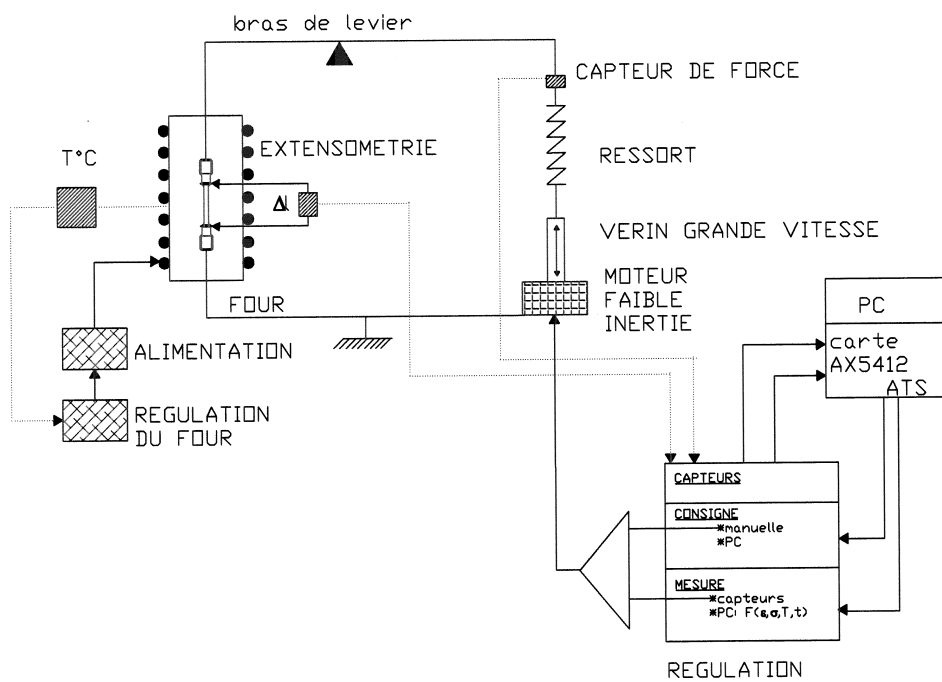 bras de levier
CAPTEUR DE FORCE
T°C
EXTENSOMETRIE
RESSORT
Δl
VERIN GRANDE VITESSE
MOTEUR
FAIBLE
INERTIE
FOUR
PC
ALIMENTATION
carte
AX5412
ATS
REGULATION
DU FOUR
CAPTEURS
CONSIGNE
*manuelle
*PC
MESURE
*capteurs
*PC: F(ε,σ,T,t)
REGULATION